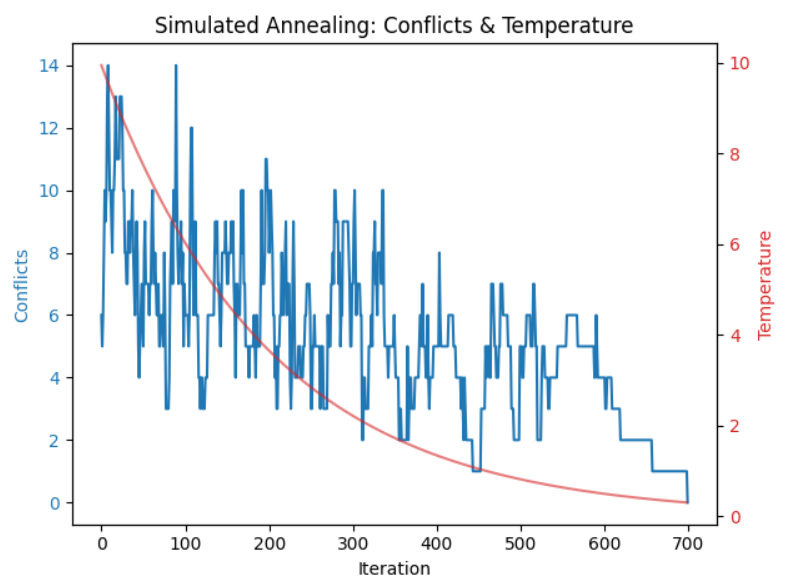 Simulated Annealing: Conflicts & Temperature
14
12
10
8
6
4
2
0
Conflicts
10
8
6
4
2
0
Temperature
0 100 200 300 400 500 600 700
Iteration